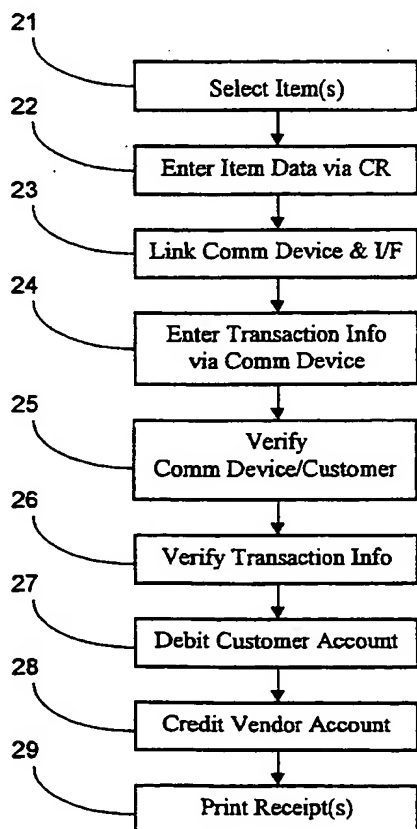 21
Select Item(s)
22
Enter Item Data via CR
23
Link Comm Device & I/F
24
Enter Transaction Info
via Comm Device
25
Verify
Comm Device/Customer
26
Verify Transaction Info
27
Debit Customer Account
28
Credit Vendor Account
29
Print Receipt(s)